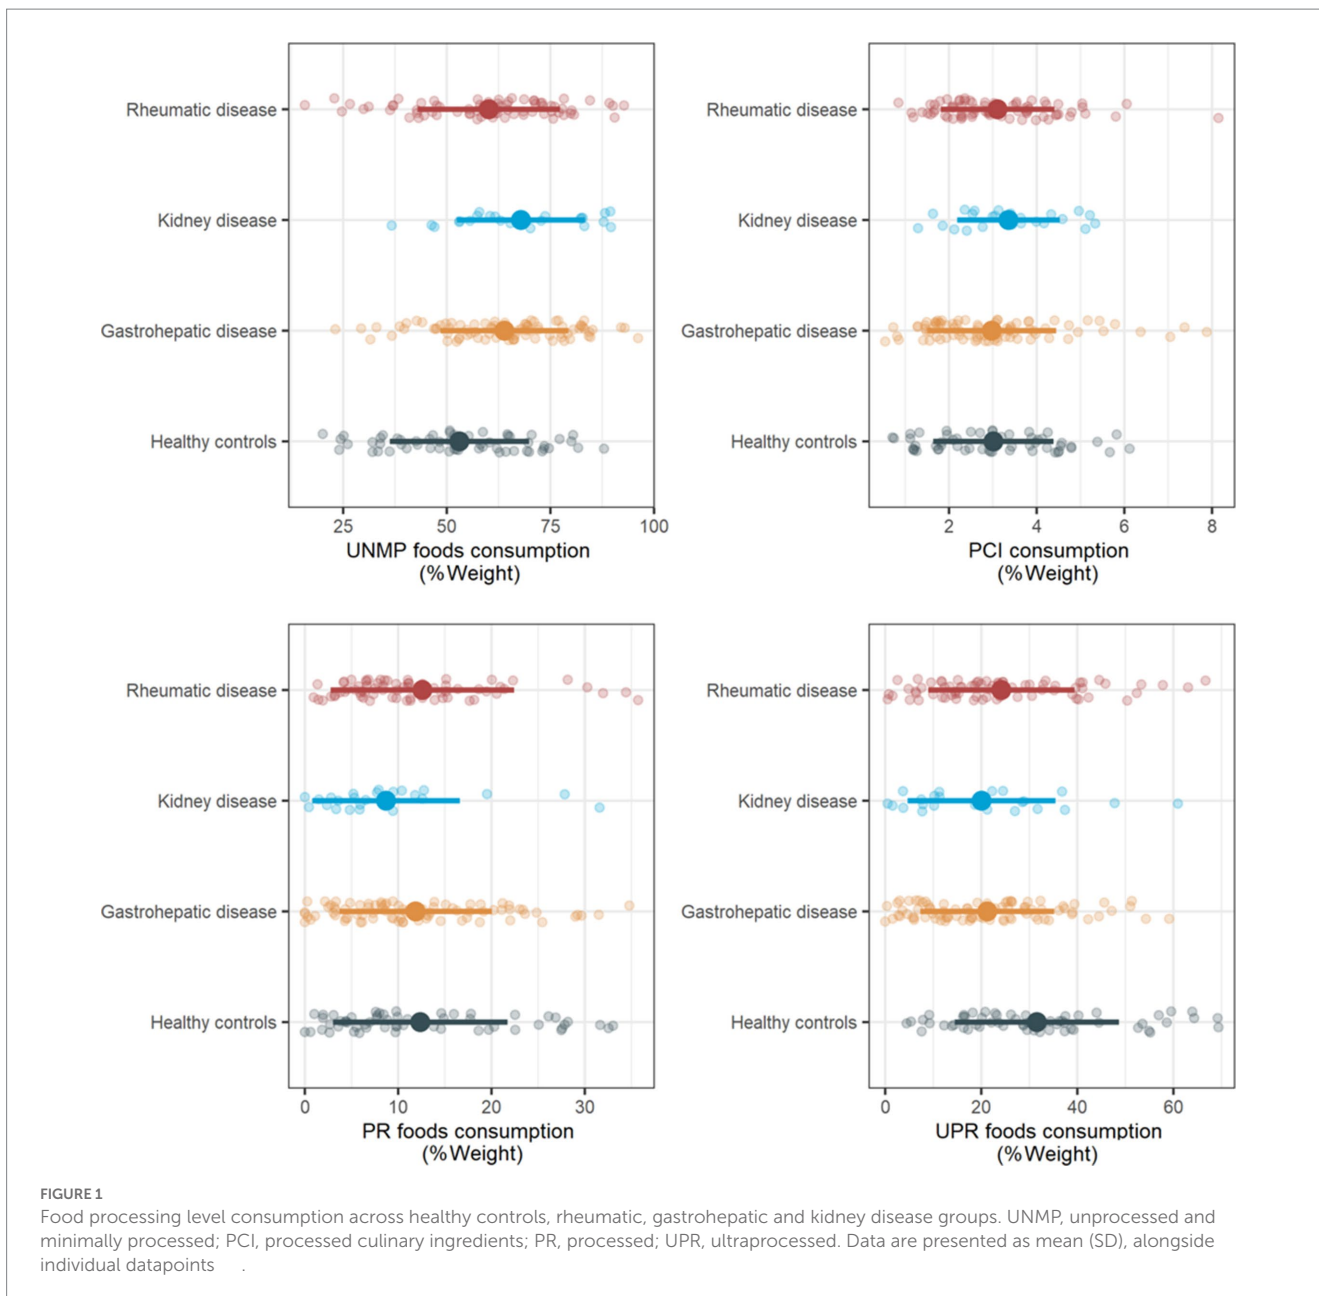 Rheumatic disease
Kidney disease
Gastrohepatic disease
Healthy controls
25 50 75 100
UNMP foods consumption
(%Weight)
Rheumatic disease
Kidney disease
Gastrohepatic disease
Healthy controls
2 4 6 8
PCI consumption
(%Weight)
Rheumatic disease
Kidney disease
Gastrohepatic disease
Healthy controls
0 10 20 30
PR foods consumption
(%Weight)
Rheumatic disease
Kidney disease
Gastrohepatic disease
Healthy controls
0 20 40 60
UPR foods consumption
(%Weight)
FIGURE 1
Food processing level consumption across healthy controls, rheumatic, gastrohepatic and kidney disease groups. UNMP, unprocessed and
minimally processed; PCI, processed culinary ingredients; PR, processed; UPR, ultraprocessed. Data are presented as mean (SD), alongside
individual datapoints .